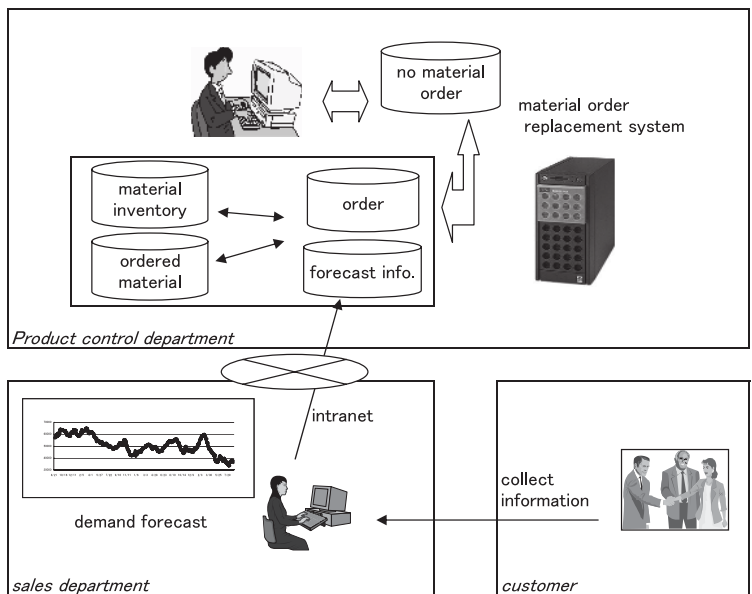 no material
order
material order
replacement system
material
inventory
order
ordered
material
forecast info.
Product control department
intranet
demand forecast
collect
information
sales department
customer